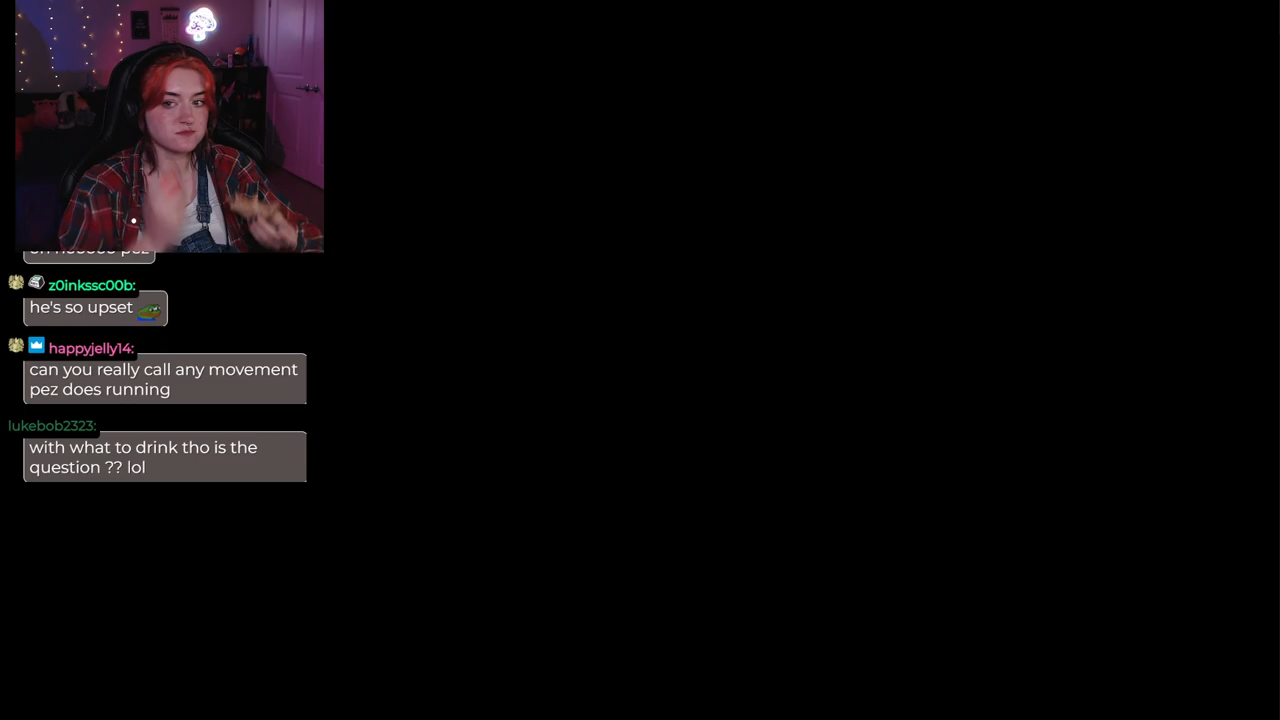 z0inkssc00b:
he's so upset
happyjelly14:
can you really call any movement
pez does running
lukebob2323:
with what to drink tho is the
question ?? lol